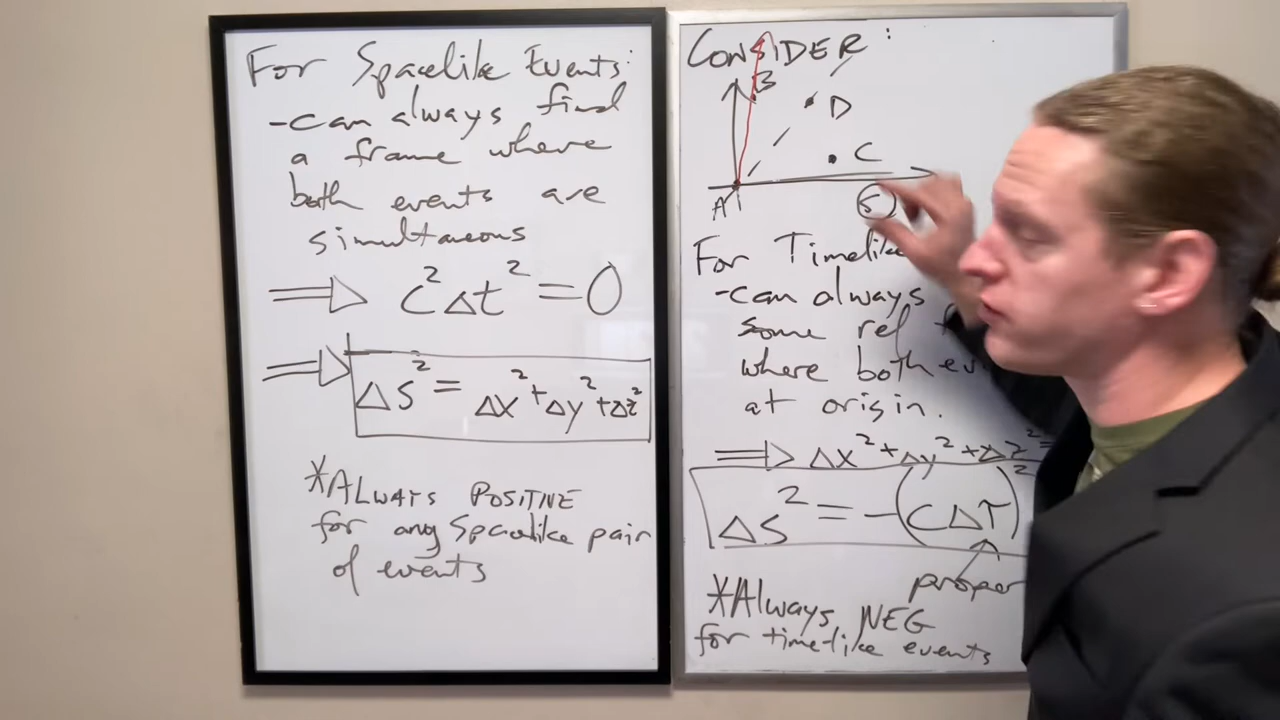 For Spacelike Events:
-can always find
a frame where
both events are
simultaneous
⇒ c²Δt² = 0
⇒ Δs² = Δx² + Δy² + Δz²
*Always POSITIVE
for any Spacelike pair
of events
CONSIDER:
B
D
C
A
S
For Timelike
-can always
some ref
where both
at origin.
⇒ Δx² + Δy² + Δz² =
Δs² = -(cΔτ)²
proper
*Always NEG
for time-like events